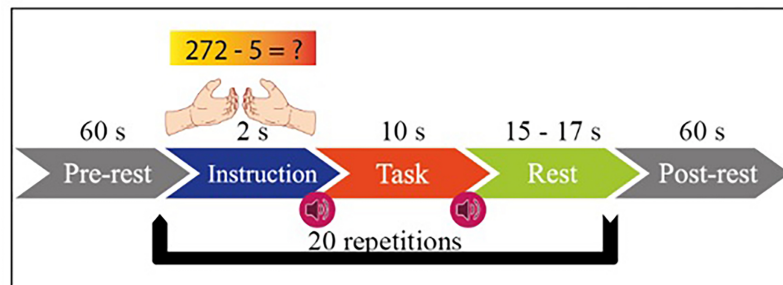 272 - 5 = ?
60 s 2 s 10 s 15 - 17 s 60 s
Pre-rest Instruction Task Rest Post-rest
20 repetitions